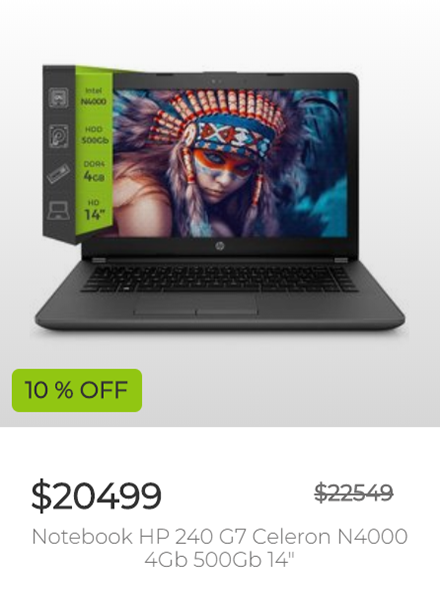 Intel
N4000
HDD
500Gb
DDR4
4GB
HD
14"
hp
10 % OFF
$20499
$22549
Notebook HP 240 G7 Celeron N4000
4Gb 500Gb 14"